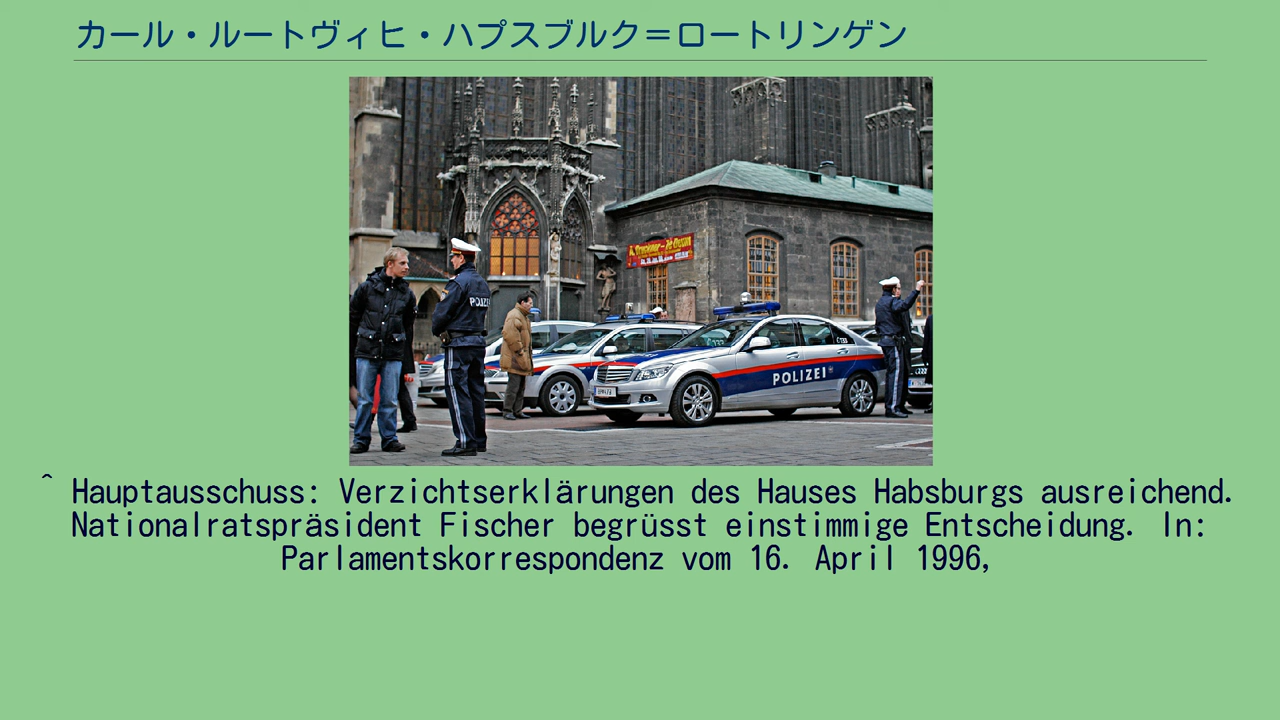 カール・ルートヴィヒ・ハプスブルク＝ロートリンゲン
POLIZEI
POLIZEI
^ Hauptausschuss: Verzichtserklärungen des Hauses Habsburgs ausreichend.
Nationalratspräsident Fischer begrüsst einstimmige Entscheidung. In:
Parlamentskorrespondenz vom 16. April 1996,